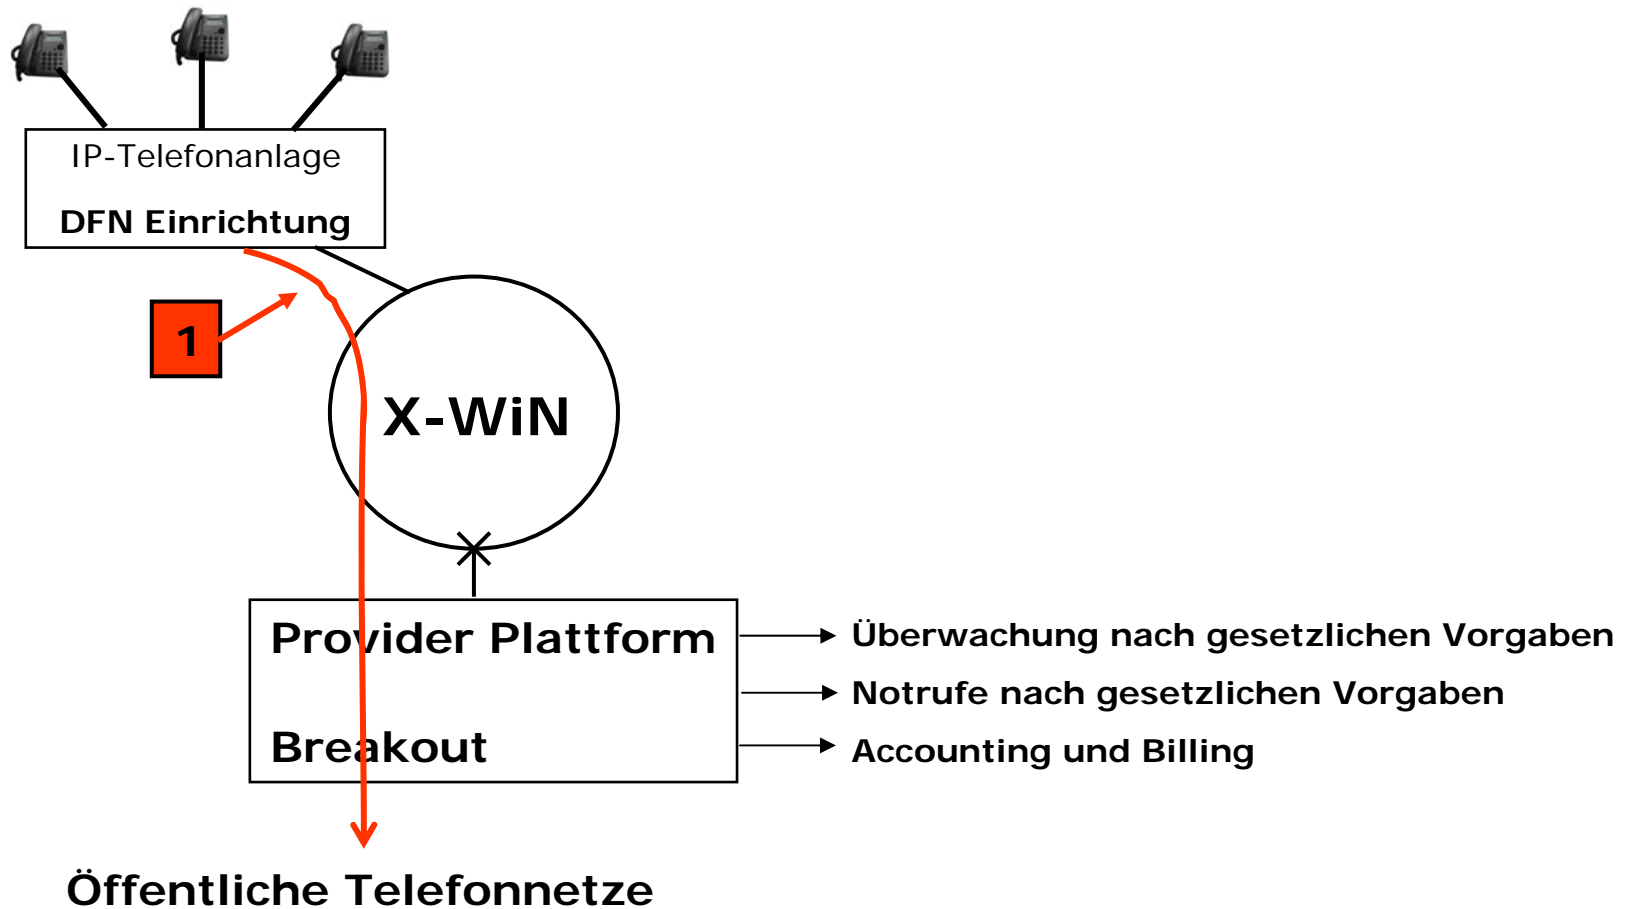 IP-Telefonanlage
DFN Einrichtung
1
X-WiN
Provider Plattform
Breakout
Überwachung nach gesetzlichen Vorgaben
Notrufe nach gesetzlichen Vorgaben
Accounting und Billing
Öffentliche Telefonnetze